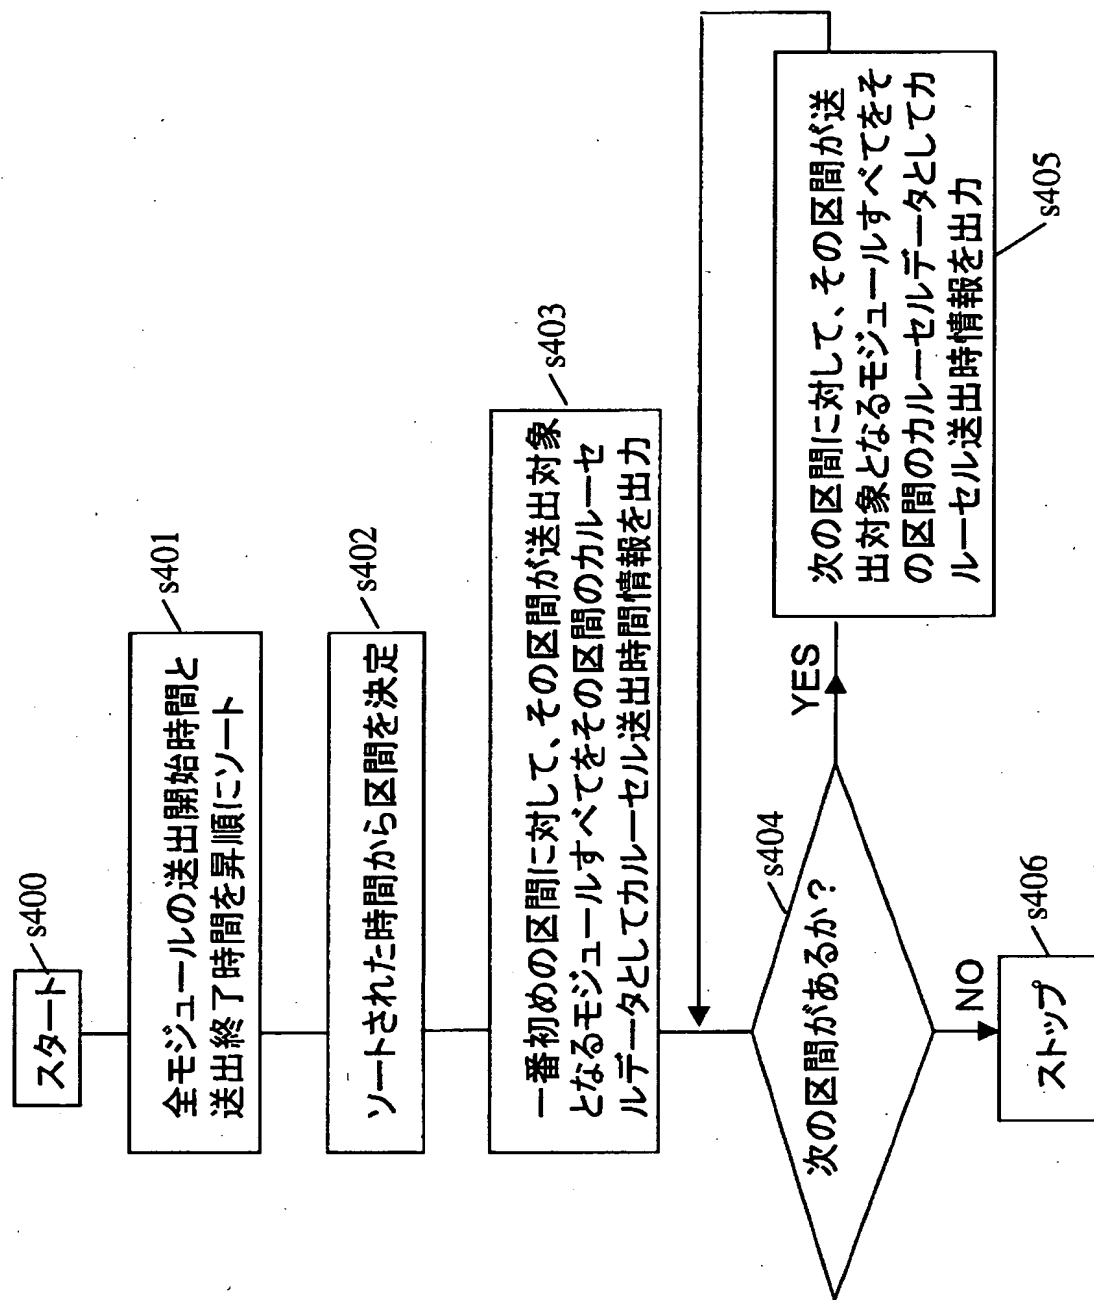 スタート
s400
全モジュールの送出開始時間と
送出終了時間を昇順にソート
s401
ソートされた時間から区間を決定
s402
一番初めの区間に対して、その区間が送出対象
となるモジュールすべてをその区間のカルーセ
ルデータとしてカルーセル送出時間情報を出力
s403
次の区間があるか?
s404
YES
次の区間に対して、その区間が送
出対象となるモジュールすべてをそ
の区間のカルーセルデータとしてカ
ルーセル送出時情報を出力
s405
NO
ストップ
s406